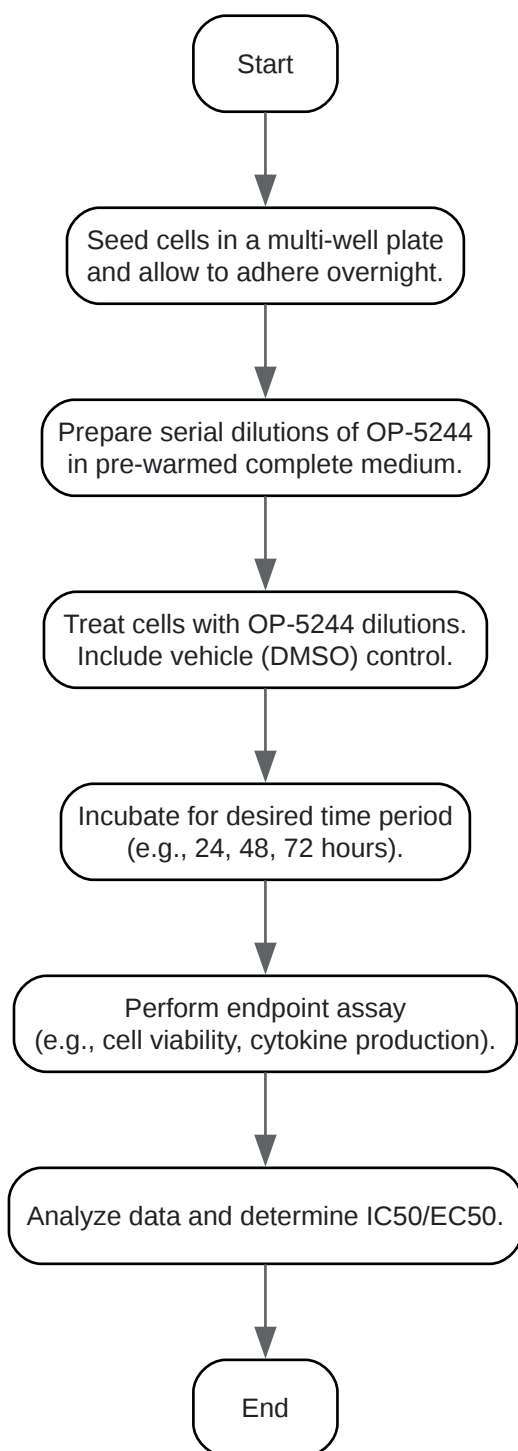 Start
Seed cells in a multi-well plate
and allow to adhere overnight.
Prepare serial dilutions of OP-5244
in pre-warmed complete medium.
Treat cells with OP-5244 dilutions.
Include vehicle (DMSO) control.
Incubate for desired time period
(e.g., 24, 48, 72 hours).
Perform endpoint assay
(e.g., cell viability, cytokine production).
Analyze data and determine IC50/EC50.
End